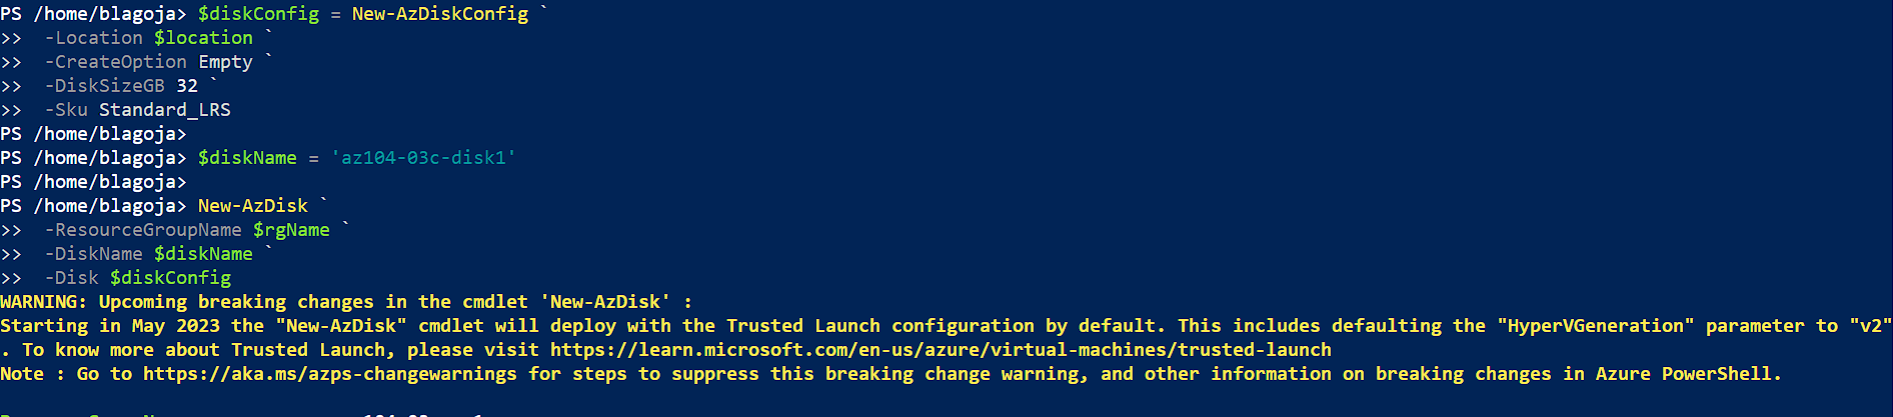 PS /home/blagoja> $diskConfig = New-AzDiskConfig `
>>  -Location $location `
>>  -CreateOption Empty `
>>  -DiskSizeGB 32 `
>>  -Sku Standard_LRS
PS /home/blagoja>
PS /home/blagoja> $diskName = 'az104-03c-disk1'
PS /home/blagoja>
PS /home/blagoja> New-AzDisk `
>>  -ResourceGroupName $rgName `
>>  -DiskName $diskName `
>>  -Disk $diskConfig
WARNING: Upcoming breaking changes in the cmdlet 'New-AzDisk' :
Starting in May 2023 the "New-AzDisk" cmdlet will deploy with the Trusted Launch configuration by default. This includes defaulting the "HyperVGeneration" parameter to "v2"
. To know more about Trusted Launch, please visit https://learn.microsoft.com/en-us/azure/virtual-machines/trusted-launch
Note : Go to https://aka.ms/azps-changewarnings for steps to suppress this breaking change warning, and other information on breaking changes in Azure PowerShell.